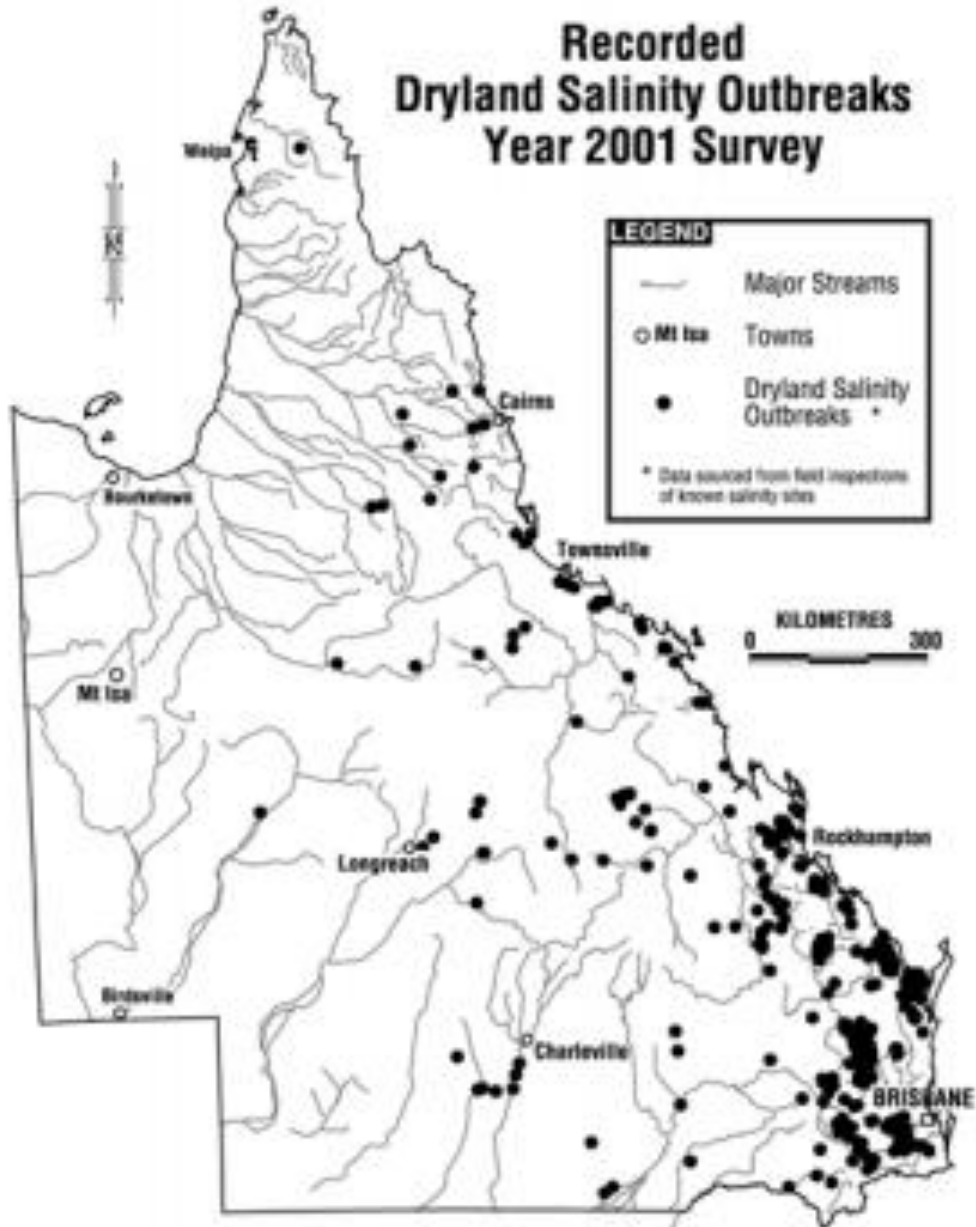 Recorded
Dryland Salinity Outbreaks
Year 2001 Survey
Weipa
LEGEND
Major Streams
Mt Isa Towns
Dryland Salinity
Outbreaks *
* Data sourced from field inspections
of known salinity sites
Cairns
Bourketown
Townsville
KILOMETRES
0 300
Mt Isa
Rockhampton
Longreach
Birdsville
Charleville
BRISBANE